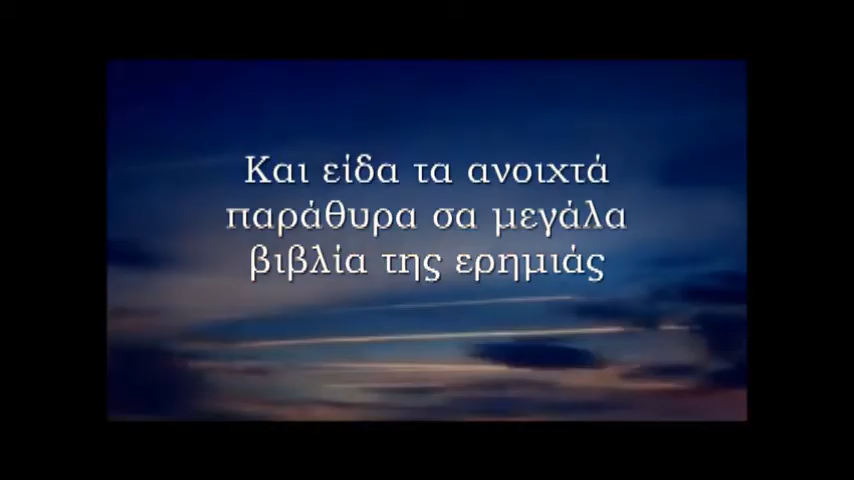 Και είδα τα ανοιχτά
παράθυρα σα μεγάλα
βιβλία της ερημιάς